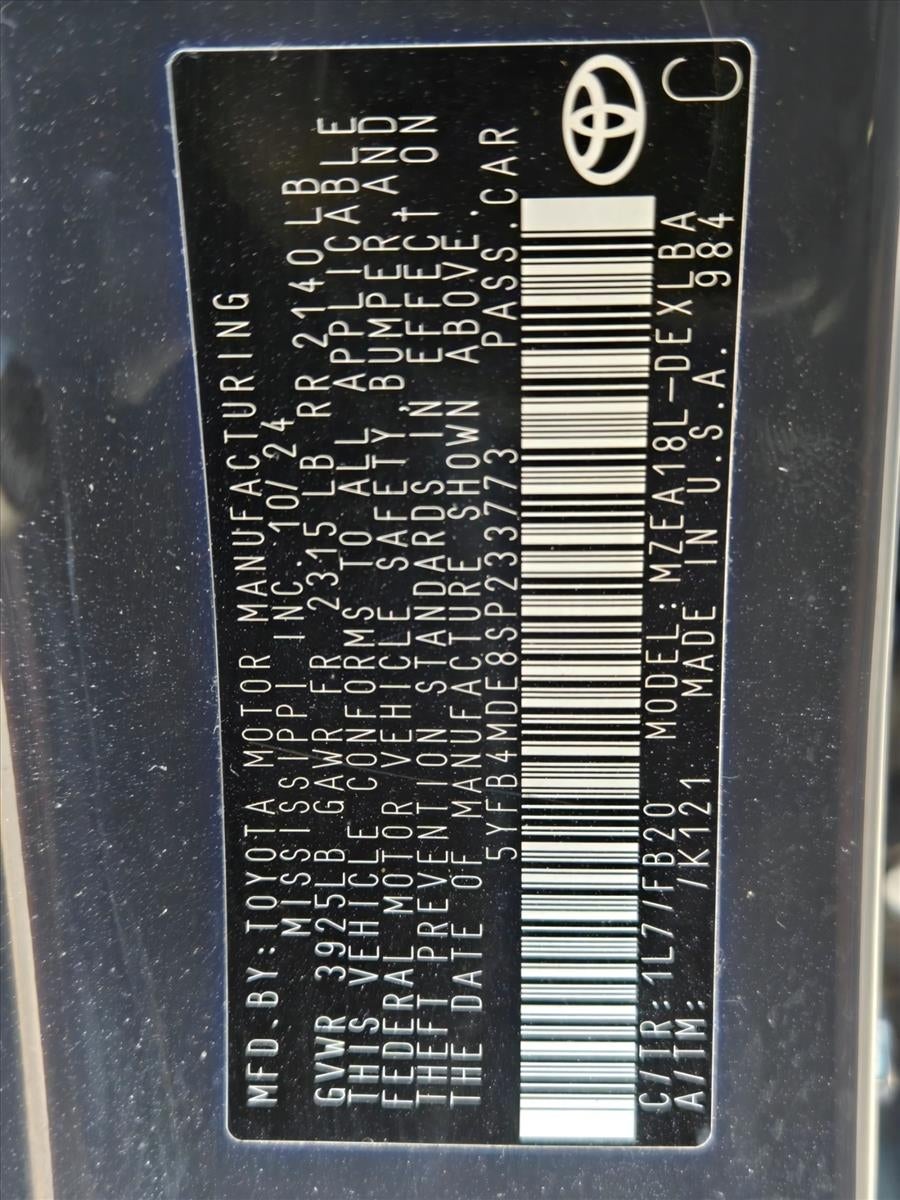 MFD.BY:TOYOTA MOTOR MANUFACTURING
MISSISSIPPI INC.10/24
GVWR 3925LB GAWR FR 2315 LB RR 2140LB
THIS VEHICLE CONFORMS TO ALL APPLICABLE
FEDERAL MOTOR VEHICLE SAFETY, BUMPER AND
THEFT PREVENTION STANDARDS IN EFFECT ON
THE DATE OF MANUFACTURE SHOWN ABOVE.
5YFB4MDE8SP233773 PASS.CAR
C/TR:1L7/FB20 MODEL:MZEA18L-DEXLBA
A/TM: /K121 MADE IN U.S.A. 984
C